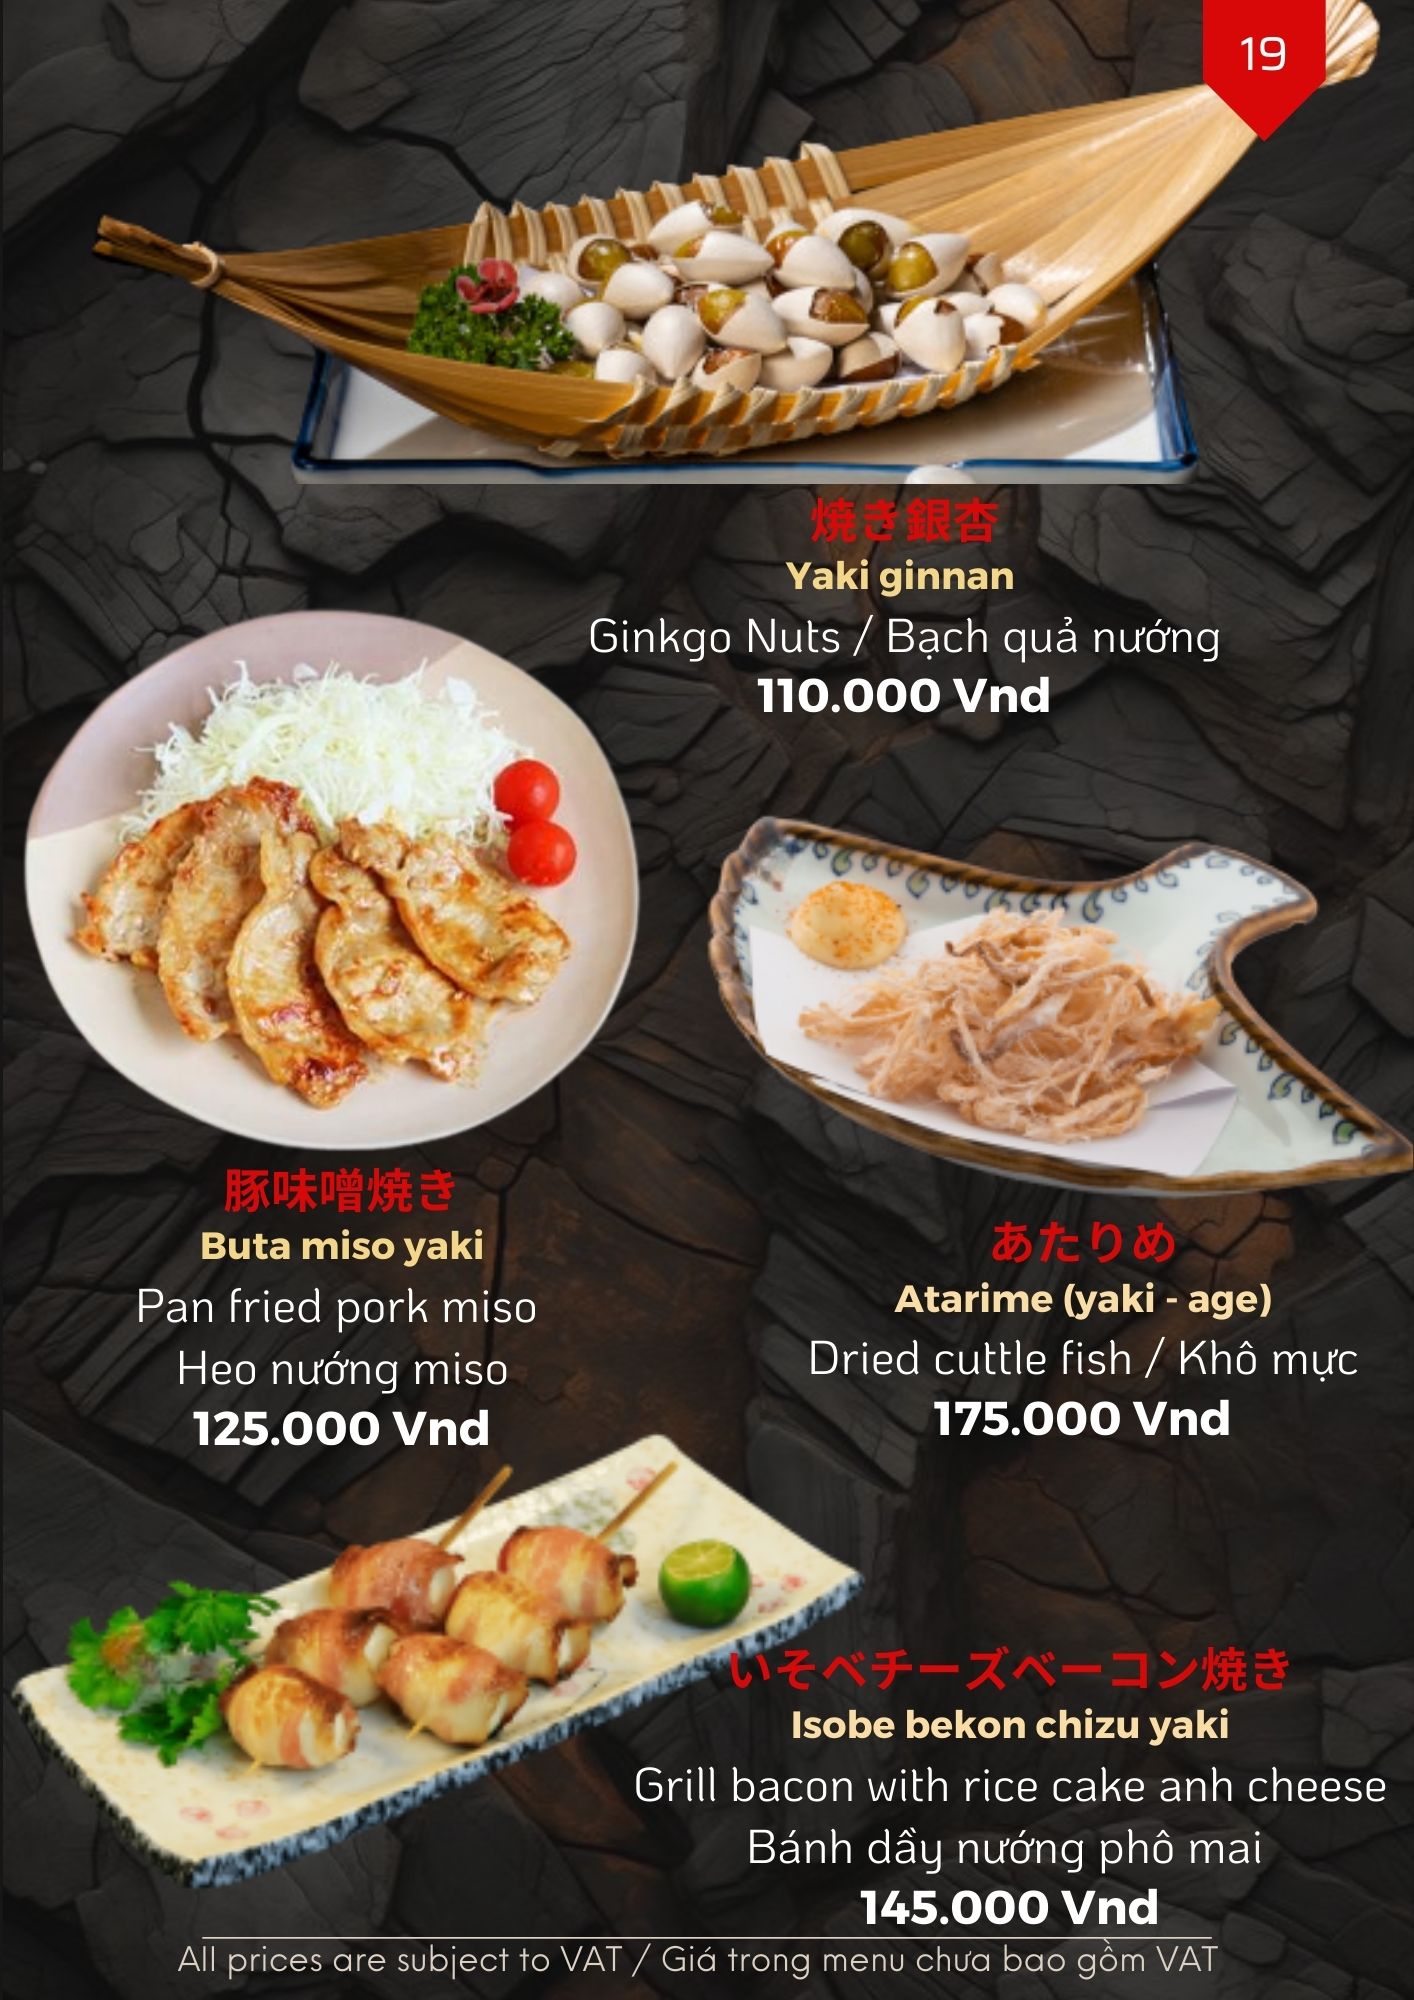 19
焼き銀杏
Yaki ginnan
Ginkgo Nuts / Bạch quả nướng
110.000 Vnd
豚味噌焼き
Buta miso yaki
Pan fried pork miso
Heo nướng miso
125.000 Vnd
あたりめ
Atarime (yaki - age)
Dried cuttle fish / Khô mực
175.000 Vnd
いそべチーズベーコン焼き
Isobe bekon chizu yaki
Grill bacon with rice cake anh cheese
Bánh dầy nướng phô mai
145.000 Vnd
All prices are subject to VAT / Giá trong menu chưa bao gồm VAT